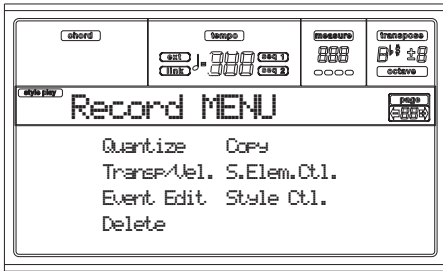 chord tempo measure transpose
ext seq 1
link seq 2
octave
style play
Record MENU page
Quantize Copy
Transp/Vel. S.Elem.Ctl.
Event Edit Style Ctl.
Delete